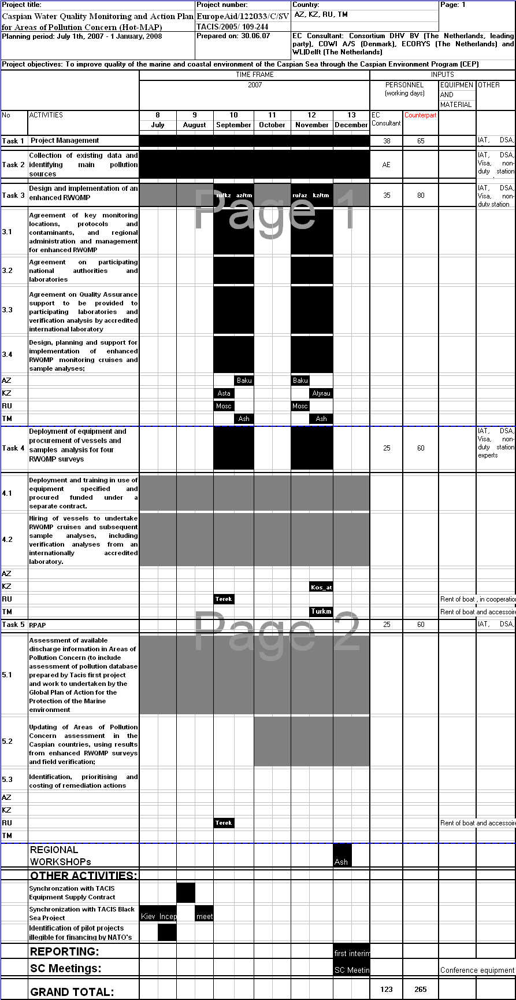 Project title:
Caspian Water Quality Monitoring and Action Plan
for Areas of Pollution Concern (Hot-MAP)
Project number:
EuropeAid/122033/C/SV
TACIS/2005/ 109-244
Country:
AZ, KZ, RU, TM
Page: 1
Planning period: July 1th, 2007 - 1 January, 2008
Prepared on: 30.06.07
EC Consultant: Consortium DHV BV (The Netherlands, leading
party), COWI A/S (Denmark), ECORYS (The Netherlands) and
WL|Delft (The Netherlands)
Project objectives: To improve quality of the marine and coastal environment of the Caspian Sea through the Caspian Environment Program (CEP)
TIME FRAME
INPUTS
2007
PERSONNEL
(working days)
EQUIPMEN
AND
MATERIAL
OTHER
No
ACTIVITIES
8
9
10
11
12
13
July
August
September
October
November
December
EC
Consultant
Counterpart
Task 1
Project Management
38
65
IAT, DSA,
Task 2
Collection of existing data and
identifying main pollution
sources
AE
IAT, DSA,
Visa, non-
duty station
Task 3
Design and implementation of an
enhanced RWQMP
ru/kz az/tm
ru/az kz/tm
35
80
IAT, DSA,
Visa, non-
duty station
Page 1
3.1
Agreement of key monitoring
locations, protocols and
contaminants, and regional
administration and management
for enhanced RWQMP
3.2
Agreement on participating
national authorities and
laboratories
3.3
Agreement on Quality Assurance
support to be provided to
participating laboratories and
verification analysis by accredited
international laboratory
3.4
Design, planning and support for
implementation of enhanced
RWQMP monitoring cruises and
sample analyses;
AZ
Baku
Baku
KZ
Asta
Atyrau
RU
Mosc
Mosc
TM
Ash
Ash
Task 4
Deployment of equipment and
procurement of vessels and
samples analysis for four
RWQMP surveys
25
60
IAT, DSA,
Visa, non-
duty station
experts
4.1
Deployment and training in use of
equipment specified and
procured funded under a
separate contract.
4.2
Hiring of vessels to undertake
RWQMP cruises and subsequent
sample analyses, including
verification analyses from an
internationally accredited
laboratory.
AZ
KZ
Kos_at
RU
Terek
Rent of boat , in cooperation
TM
Turkm
Rent of boat and accessoire
Page 2
Task 5
RPAP
25
60
IAT, DSA,
5.1
Assessment of available
discharge information in Areas of
Pollution Concern (to include
assessment of pollution database
prepared by Tacis first project
and work to undertaken by the
Global Plan of Action for the
Protection of the Marine
environment
5.2
Updating of Areas of Pollution
Concern assessment in the
Caspian countries, using results
from enhanced RWQMP surveys
and field verification;
5.3
Identification, prioritising and
costing of remediation actions
AZ
KZ
RU
Terek
Rent of boat and accessoire
TM
REGIONAL
WORKSHOPs
Ash
OTHER ACTIVITIES:
Synchronzation with TACIS
Equipment Supply Contract
Synchronization with TACIS Black
Sea Project
Kiev Incep
meet
Identification of pilot projects
illegible for financing by NATO's
REPORTING:
first interim
SC Meetings:
SC Meetin
Conference equipment
GRAND TOTAL:
123
265